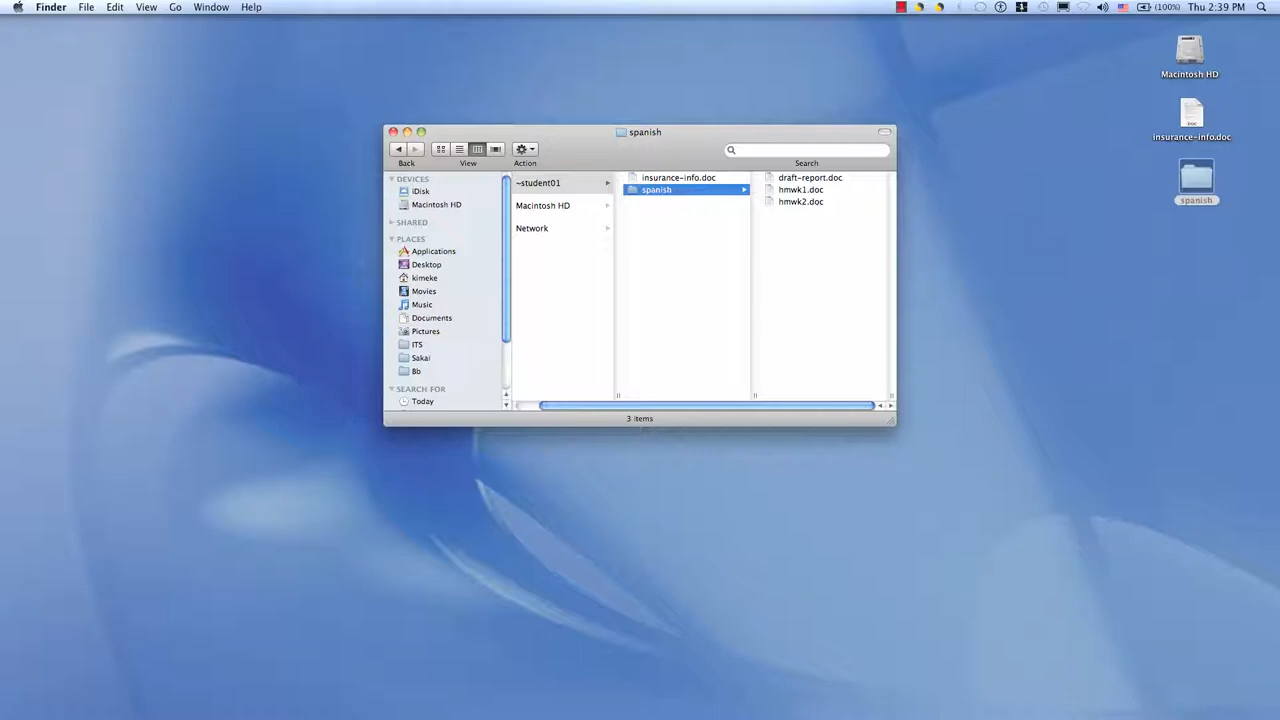 Finder File Edit View Go Window Help
(100%) Thu 2:39 PM
Macintosh HD
DOC
insurance-info.doc
spanish
spanish
Back View Action Search
DEVICES
iDisk
Macintosh HD
SHARED
PLACES
Applications
Desktop
kimeke
Movies
Music
Documents
Pictures
ITS
Sakai
Bb
SEARCH FOR
Today
~student01
Macintosh HD
Network
insurance-info.doc
spanish
draft-report.doc
hmwk1.doc
hmwk2.doc
3 items